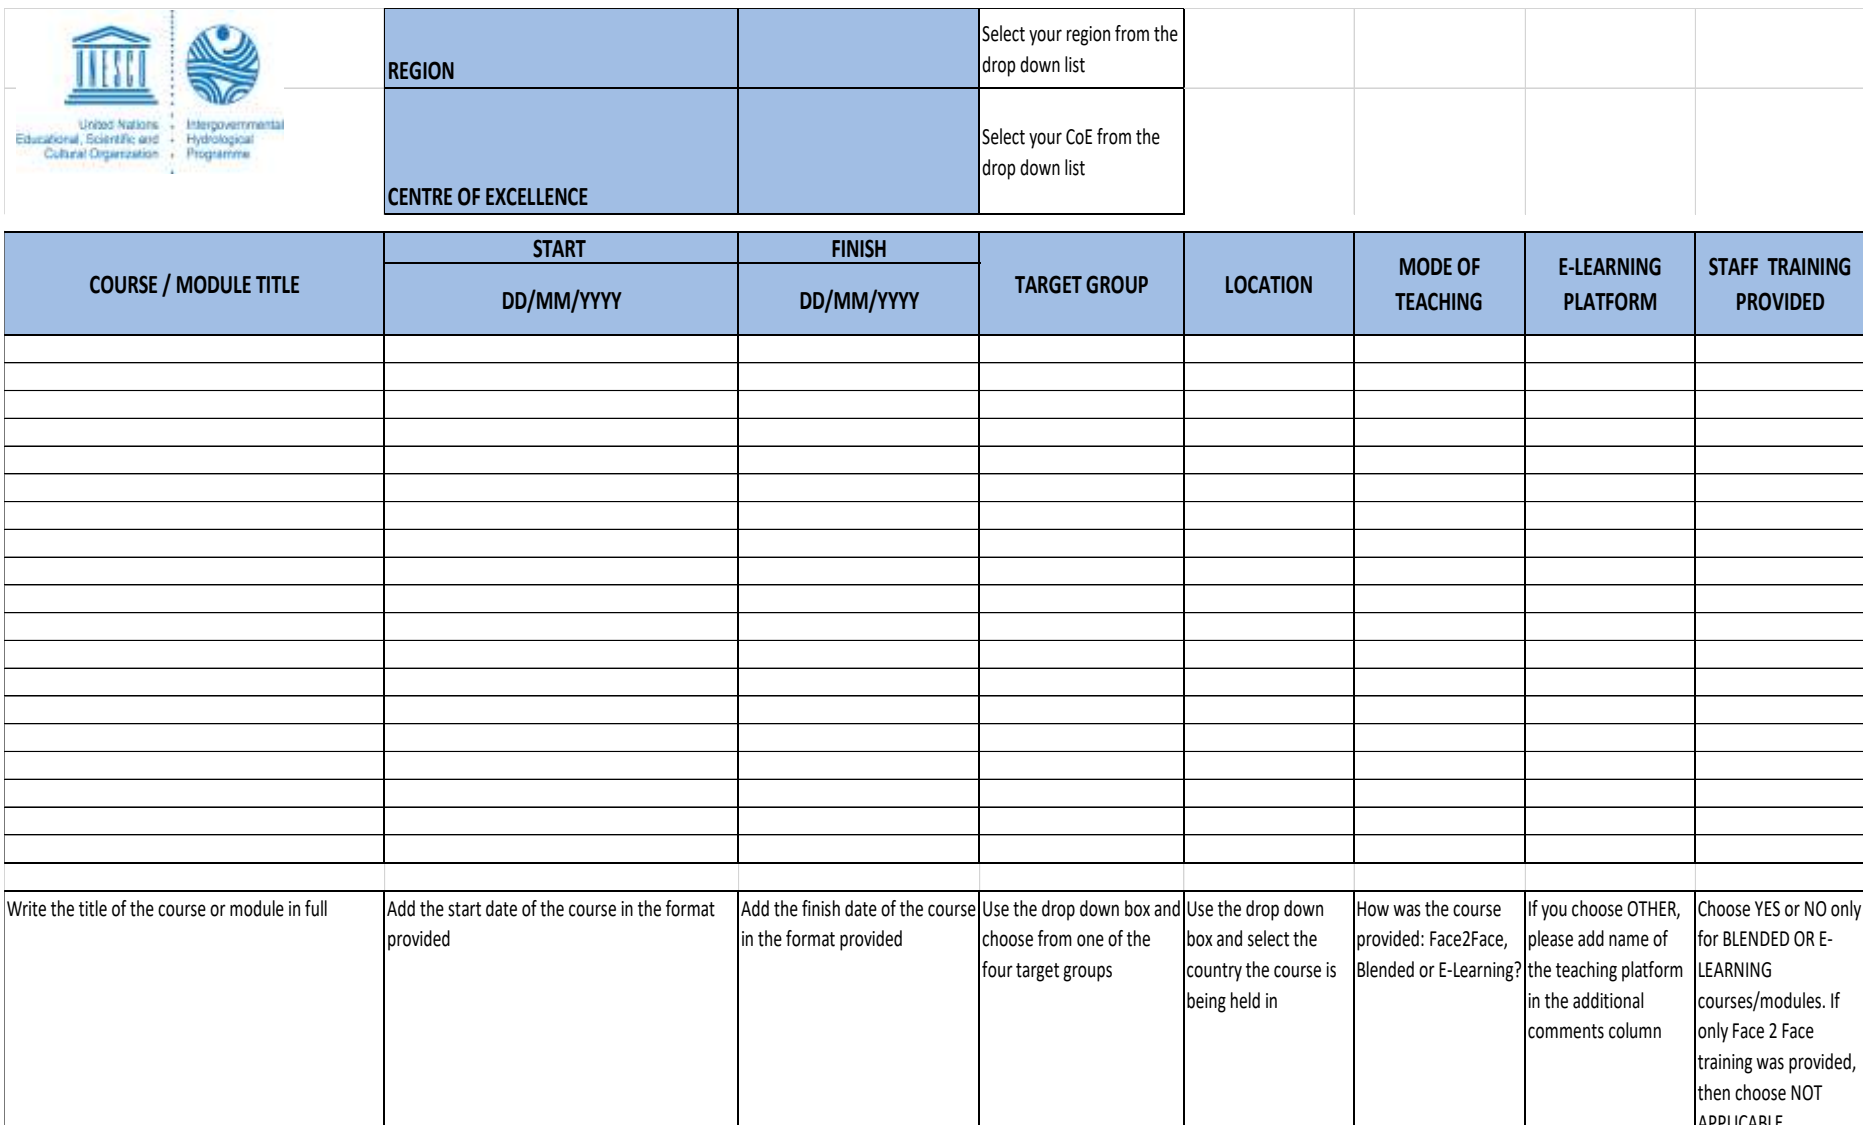 UNESCO
United Nations
Educational, Scientific and
Cultural Organization
Intergovernmental
Hydrological
Programme
REGION
Select your region from the
drop down list
CENTRE OF EXCELLENCE
Select your CoE from the
drop down list
COURSE / MODULE TITLE
START
DD/MM/YYYY
FINISH
DD/MM/YYYY
TARGET GROUP
LOCATION
MODE OF
TEACHING
E-LEARNING
PLATFORM
STAFF TRAINING
PROVIDED
Write the title of the course or module in full
Add the start date of the course in the format
provided
Add the finish date of the course
in the format provided
Use the drop down box and
choose from one of the
four target groups
Use the drop down
box and select the
country the course is
being held in
How was the course
provided: Face2Face,
Blended or E-Learning?
If you choose OTHER,
please add name of
the teaching platform
in the additional
comments column
Choose YES or NO only
for BLENDED OR E-
LEARNING
courses/modules. If
only Face 2 Face
training was provided,
then choose NOT
APPLICABLE